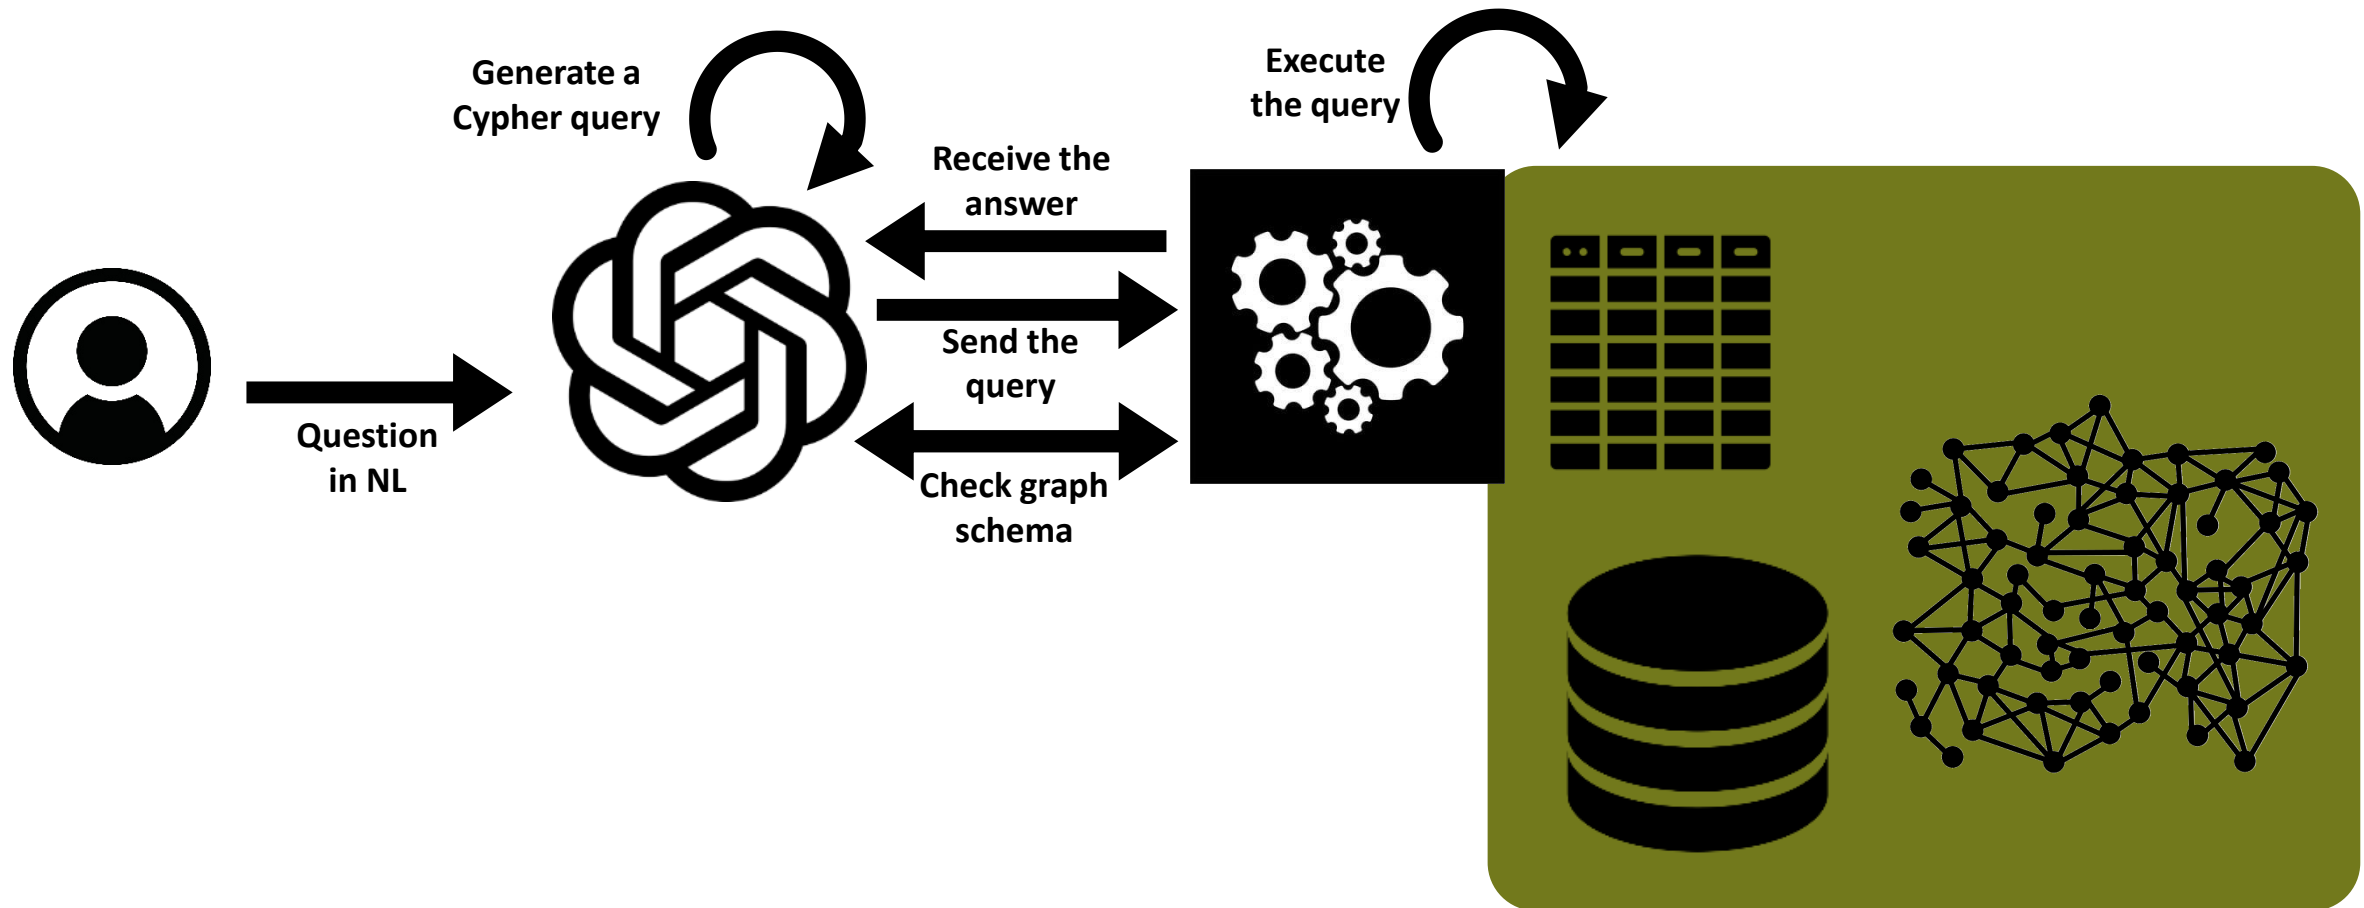 Generate a
Cypher query
Execute
the query
Receive the
answer
Send the
query
Question
in NL
Check graph
schema